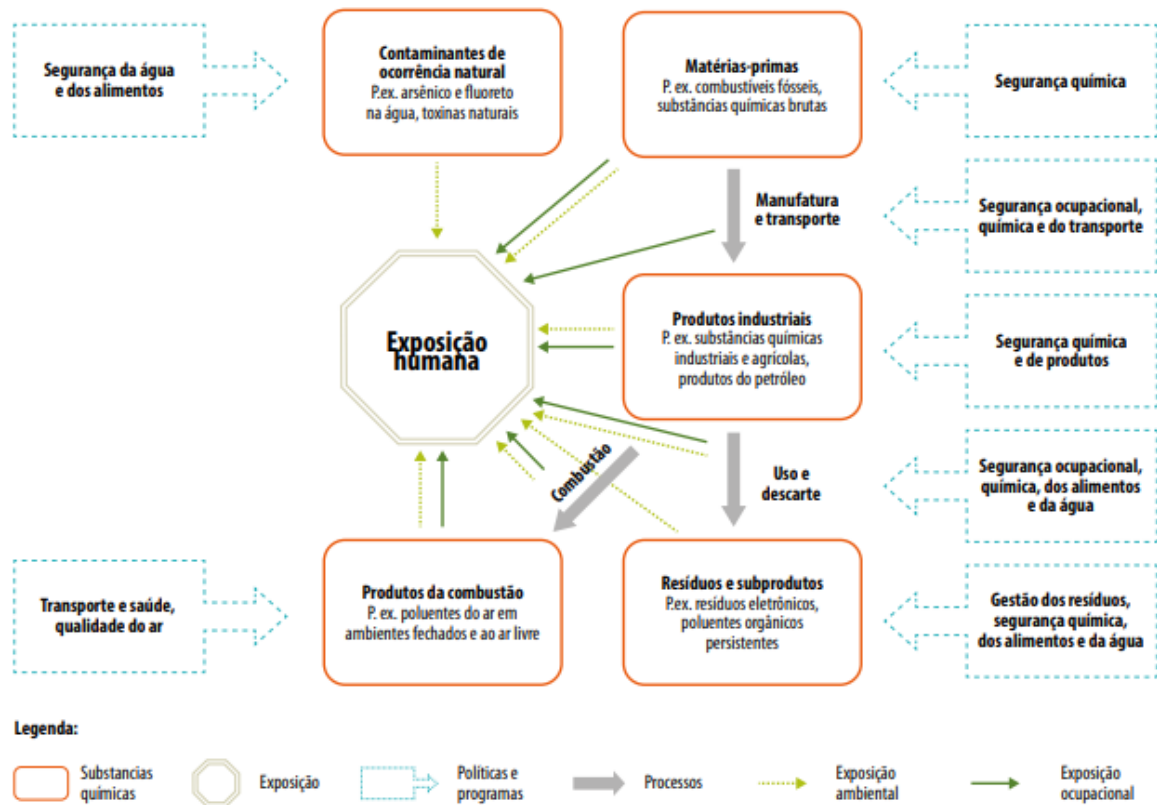 Segurança da água
e dos alimentos
Contaminantes de
ocorrência natural
P.ex. arsênico e fluoreto
na água, toxinas naturais
Matérias-primas
P. ex. combustíveis fósseis,
substâncias químicas brutas
Segurança química
Manufatura
e transporte
Segurança ocupacional,
química e do transporte
Exposição
humana
Produtos industriais
P. ex. substâncias químicas
industriais e agrícolas,
produtos do petróleo
Segurança química
e de produtos
Combustão
Uso e
descarte
Segurança ocupacional,
química, dos alimentos
e da água
Transporte e saúde,
qualidade do ar
Produtos da combustão
P. ex. poluentes do ar em
ambientes fechados e ao ar livre
Resíduos e subprodutos
P.ex. resíduos eletrônicos,
poluentes orgânicos
persistentes
Gestão dos resíduos,
segurança química,
dos alimentos e da água
Legenda:
Substancias
químicas
Exposição
Políticas e
programas
Processos
Exposição
ambiental
Exposição
ocupacional